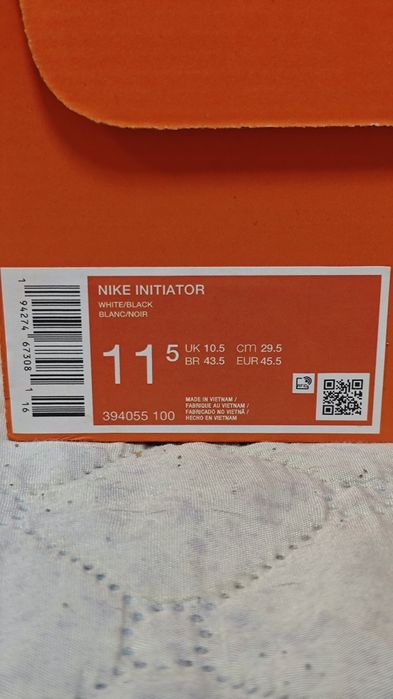 NIKE INITIATOR
WHITE/BLACK
BLANC/NOIR
11 5 UK 10.5 cm 29.5
BR 43.5 EUR 45.5
394055 100
MADE IN VIETNAM /
FABRIQUE AU VIETNAM /
FABRICADO NO VIETNÃ /
HECHO EN VIETNAM
1 94274 67308 1 16